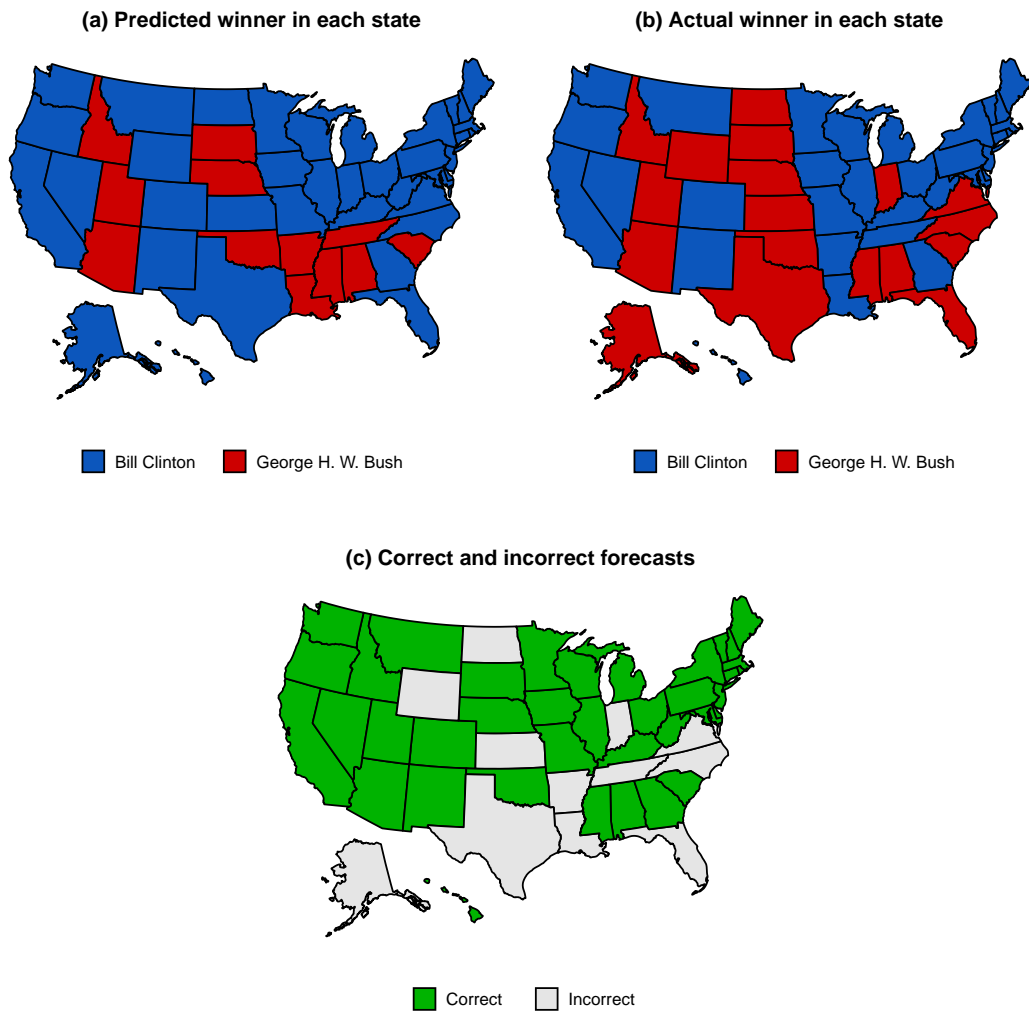 (a) Predicted winner in each state
(b) Actual winner in each state
Bill Clinton
George H. W. Bush
Bill Clinton
George H. W. Bush
(c) Correct and incorrect forecasts
Correct
Incorrect